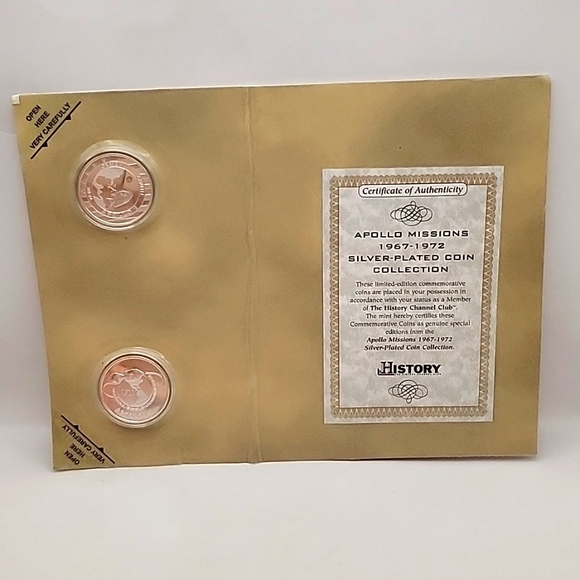 OPEN
HERE
VERY CAREFULLY
Certificate of Authenticity
APOLLO MISSIONS
1967-1972
SILVER-PLATED COIN
COLLECTION
These limited-edition commemorative
coins are placed in your possession in
accordance with your status as a Member
of The History Channel Club™.
The mint hereby certifies these
Commemorative Coins as genuine special
editions from the
Apollo Missions 1967-1972
Silver-Plated Coin Collection.
HISTORY
VERY CAREFULLY
HERE
OPEN